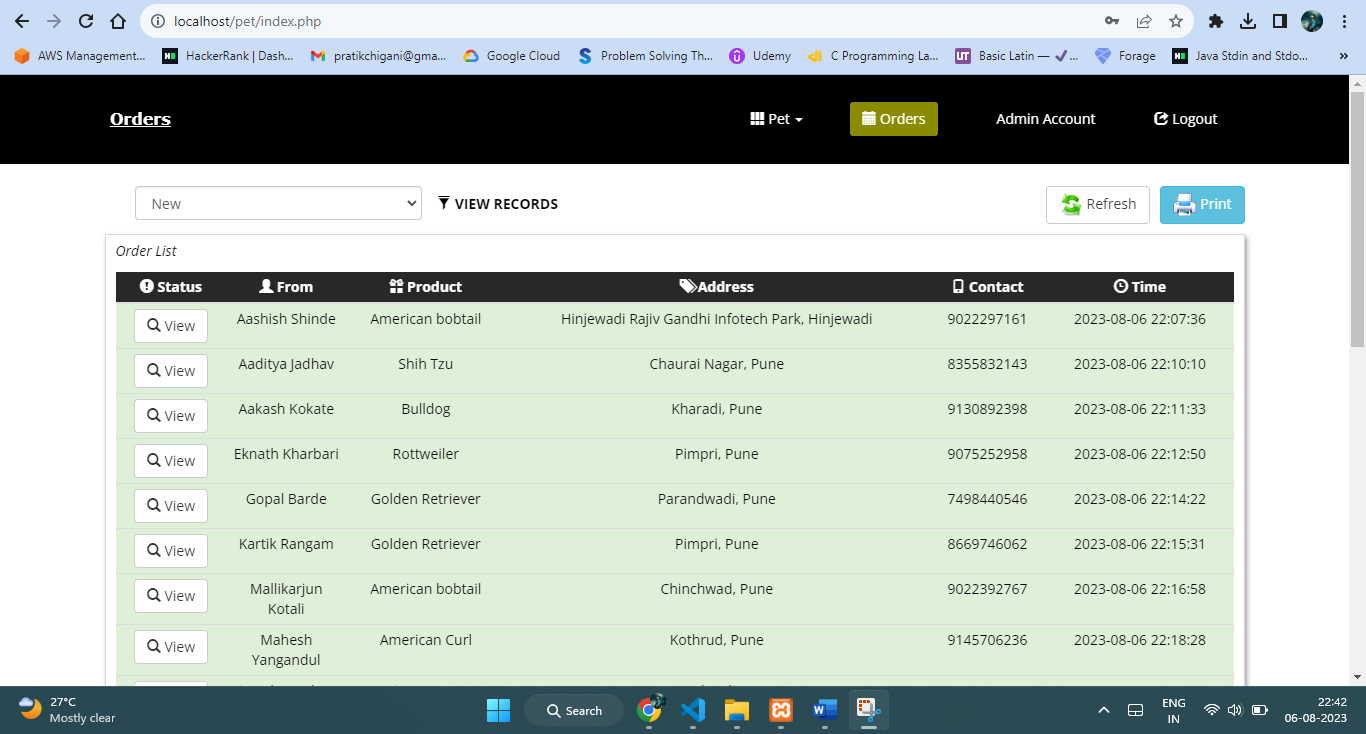 localhost/pet/index.php
AWS Management... HackerRank | Dash... pratikchigani@gma... Google Cloud Problem Solving Th... Udemy C Programming La... Basic Latin — ✓... Forage Java Stdin and Stdo... »
Orders Pet Orders Admin Account Logout
New VIEW RECORDS Refresh Print
Order List
Status From Product Address Contact Time
View Aashish Shinde American bobtail Hinjewadi Rajiv Gandhi Infotech Park, Hinjewadi 9022297161 2023-08-06 22:07:36
View Aaditya Jadhav Shih Tzu Chaurai Nagar, Pune 8355832143 2023-08-06 22:10:10
View Aakash Kokate Bulldog Kharadi, Pune 9130892398 2023-08-06 22:11:33
View Eknath Kharbari Rottweiler Pimpri, Pune 9075252958 2023-08-06 22:12:50
View Gopal Barde Golden Retriever Parandwadi, Pune 7498440546 2023-08-06 22:14:22
View Kartik Rangam Golden Retriever Pimpri, Pune 8669746062 2023-08-06 22:15:31
View Mallikarjun American bobtail Chinchwad, Pune 9022392767 2023-08-06 22:16:58
Kotali
View Mahesh American Curl Kothrud, Pune 9145706236 2023-08-06 22:18:28
Yangandul
27°C
Mostly clear
Search
ENG
IN
22:42
06-08-2023